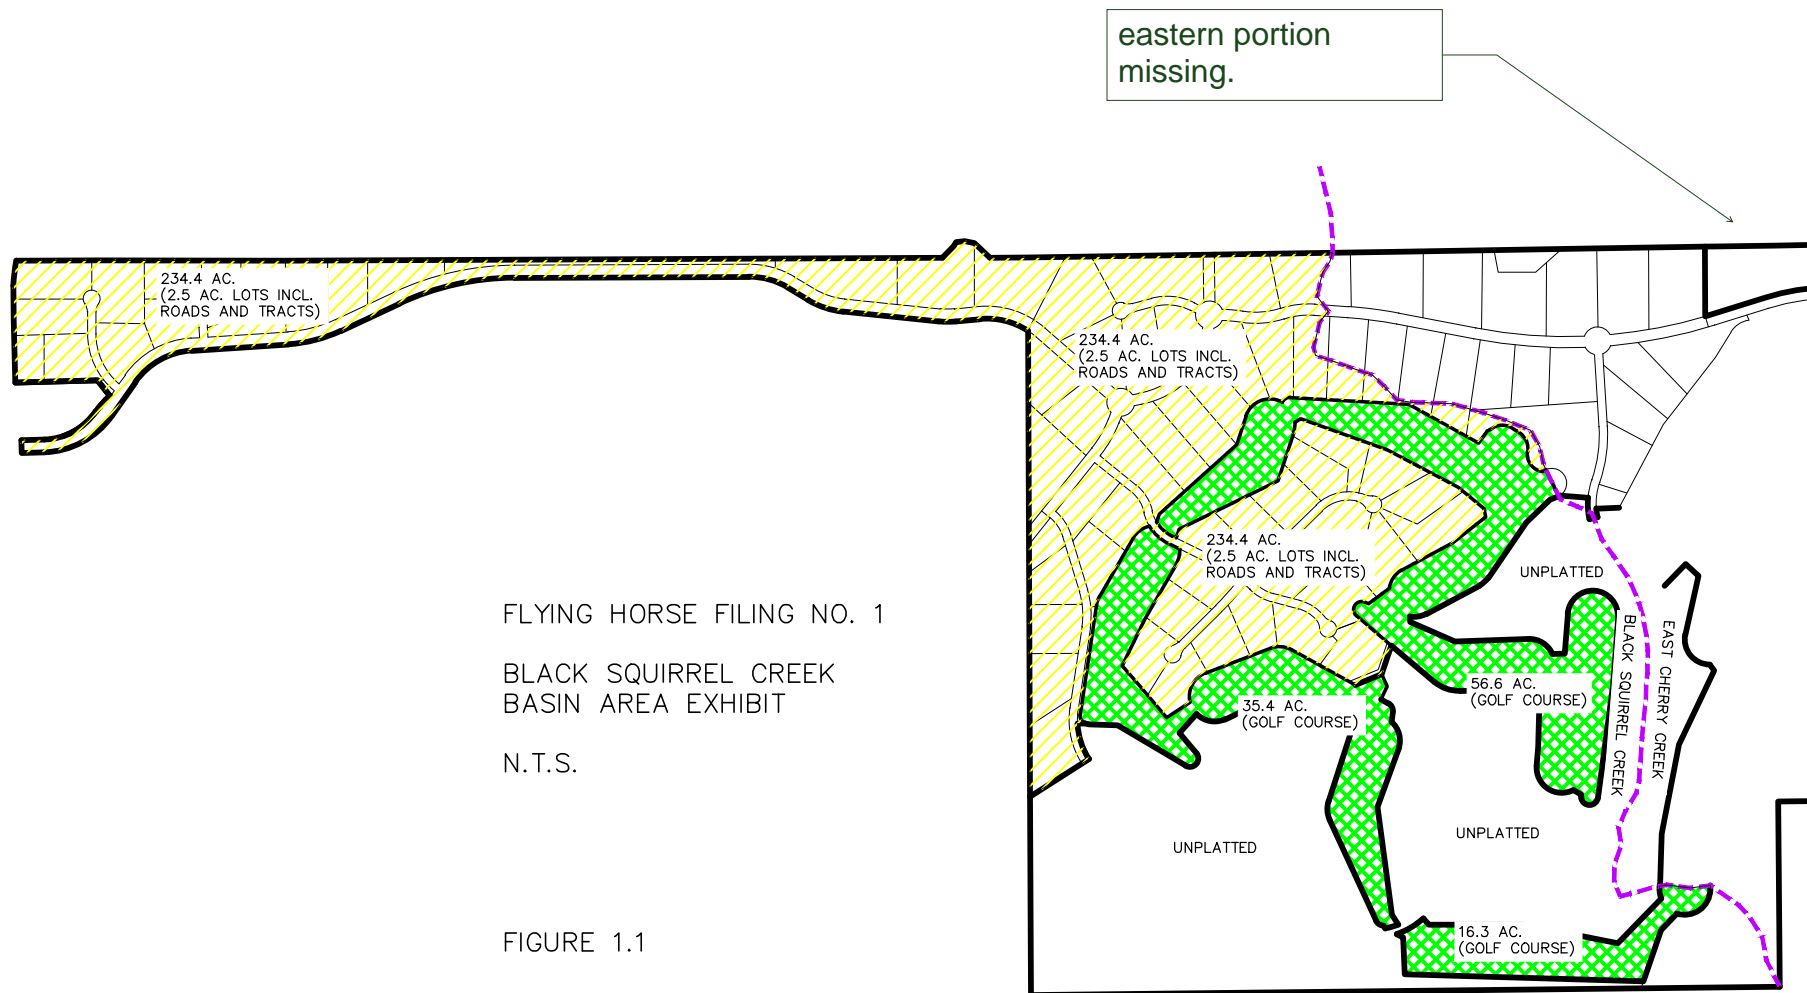 eastern portion
missing.
234.4 AC.
(2.5 AC. LOTS INCL.
ROADS AND TRACTS)
234.4 AC.
(2.5 AC. LOTS INCL.
ROADS AND TRACTS)
234.4 AC.
(2.5 AC. LOTS INCL.
ROADS AND TRACTS)
UNPLATTED
FLYING HORSE FILING NO. 1
BLACK SQUIRREL CREEK
BASIN AREA EXHIBIT
N.T.S.
BLACK SQUIRREL CREEK
EAST CHERRY CREEK
56.6 AC.
(GOLF COURSE)
35.4 AC.
(GOLF COURSE)
UNPLATTED
UNPLATTED
16.3 AC.
(GOLF COURSE)
FIGURE 1.1